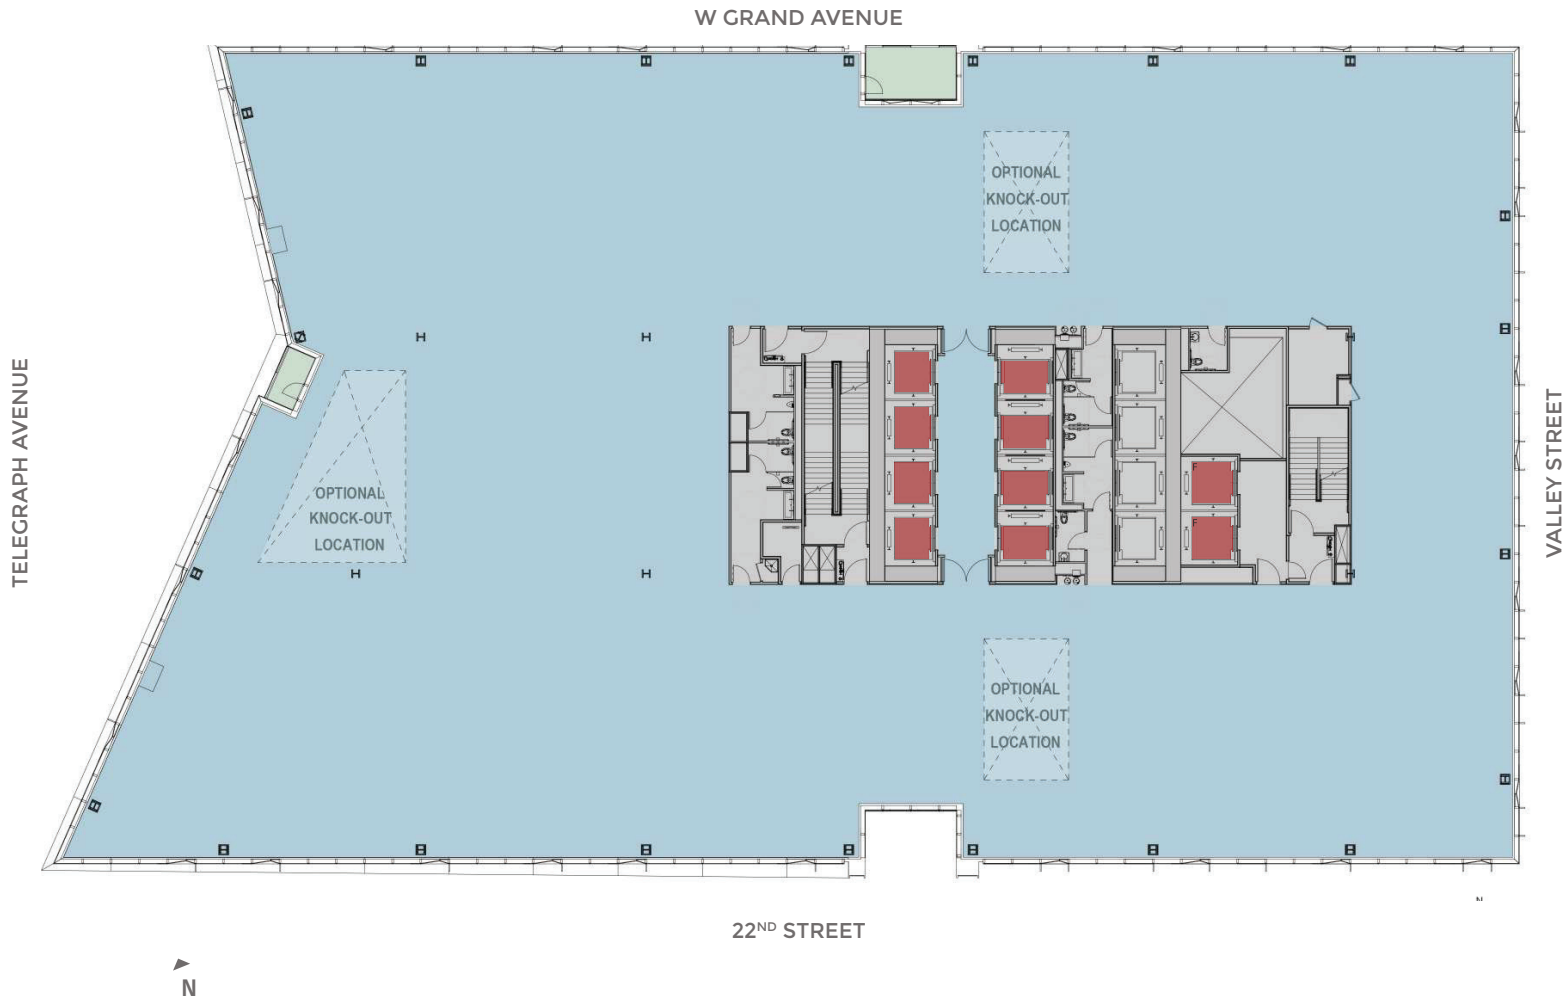 W GRAND AVENUE
OPTIONAL
KNOCK-OUT
LOCATION
TELEGRAPH AVENUE
VALLEY STREET
OPTIONAL
KNOCK-OUT
LOCATION
F
F
OPTIONAL
KNOCK-OUT
LOCATION
22ND STREET
N